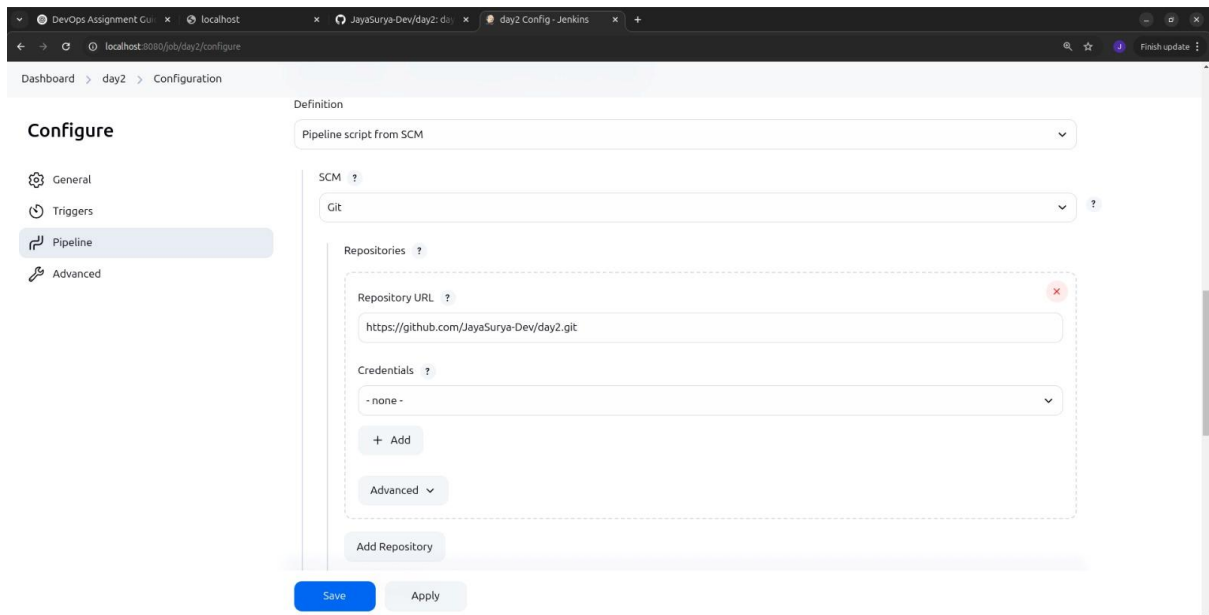 DevOps Assignment Gui
localhost
JayaSurya-Dev/day2: day
day2 Config - Jenkins
localhost:8080/job/day2/configure
J
Finish update
Dashboard > day2 > Configuration
Configure
General
Triggers
Pipeline
Advanced
Definition
Pipeline script from SCM
SCM ?
Git
?
Repositories ?
Repository URL ?
https://github.com/JayaSurya-Dev/day2.git
Credentials ?
- none -
+ Add
Advanced
Add Repository
Save
Apply